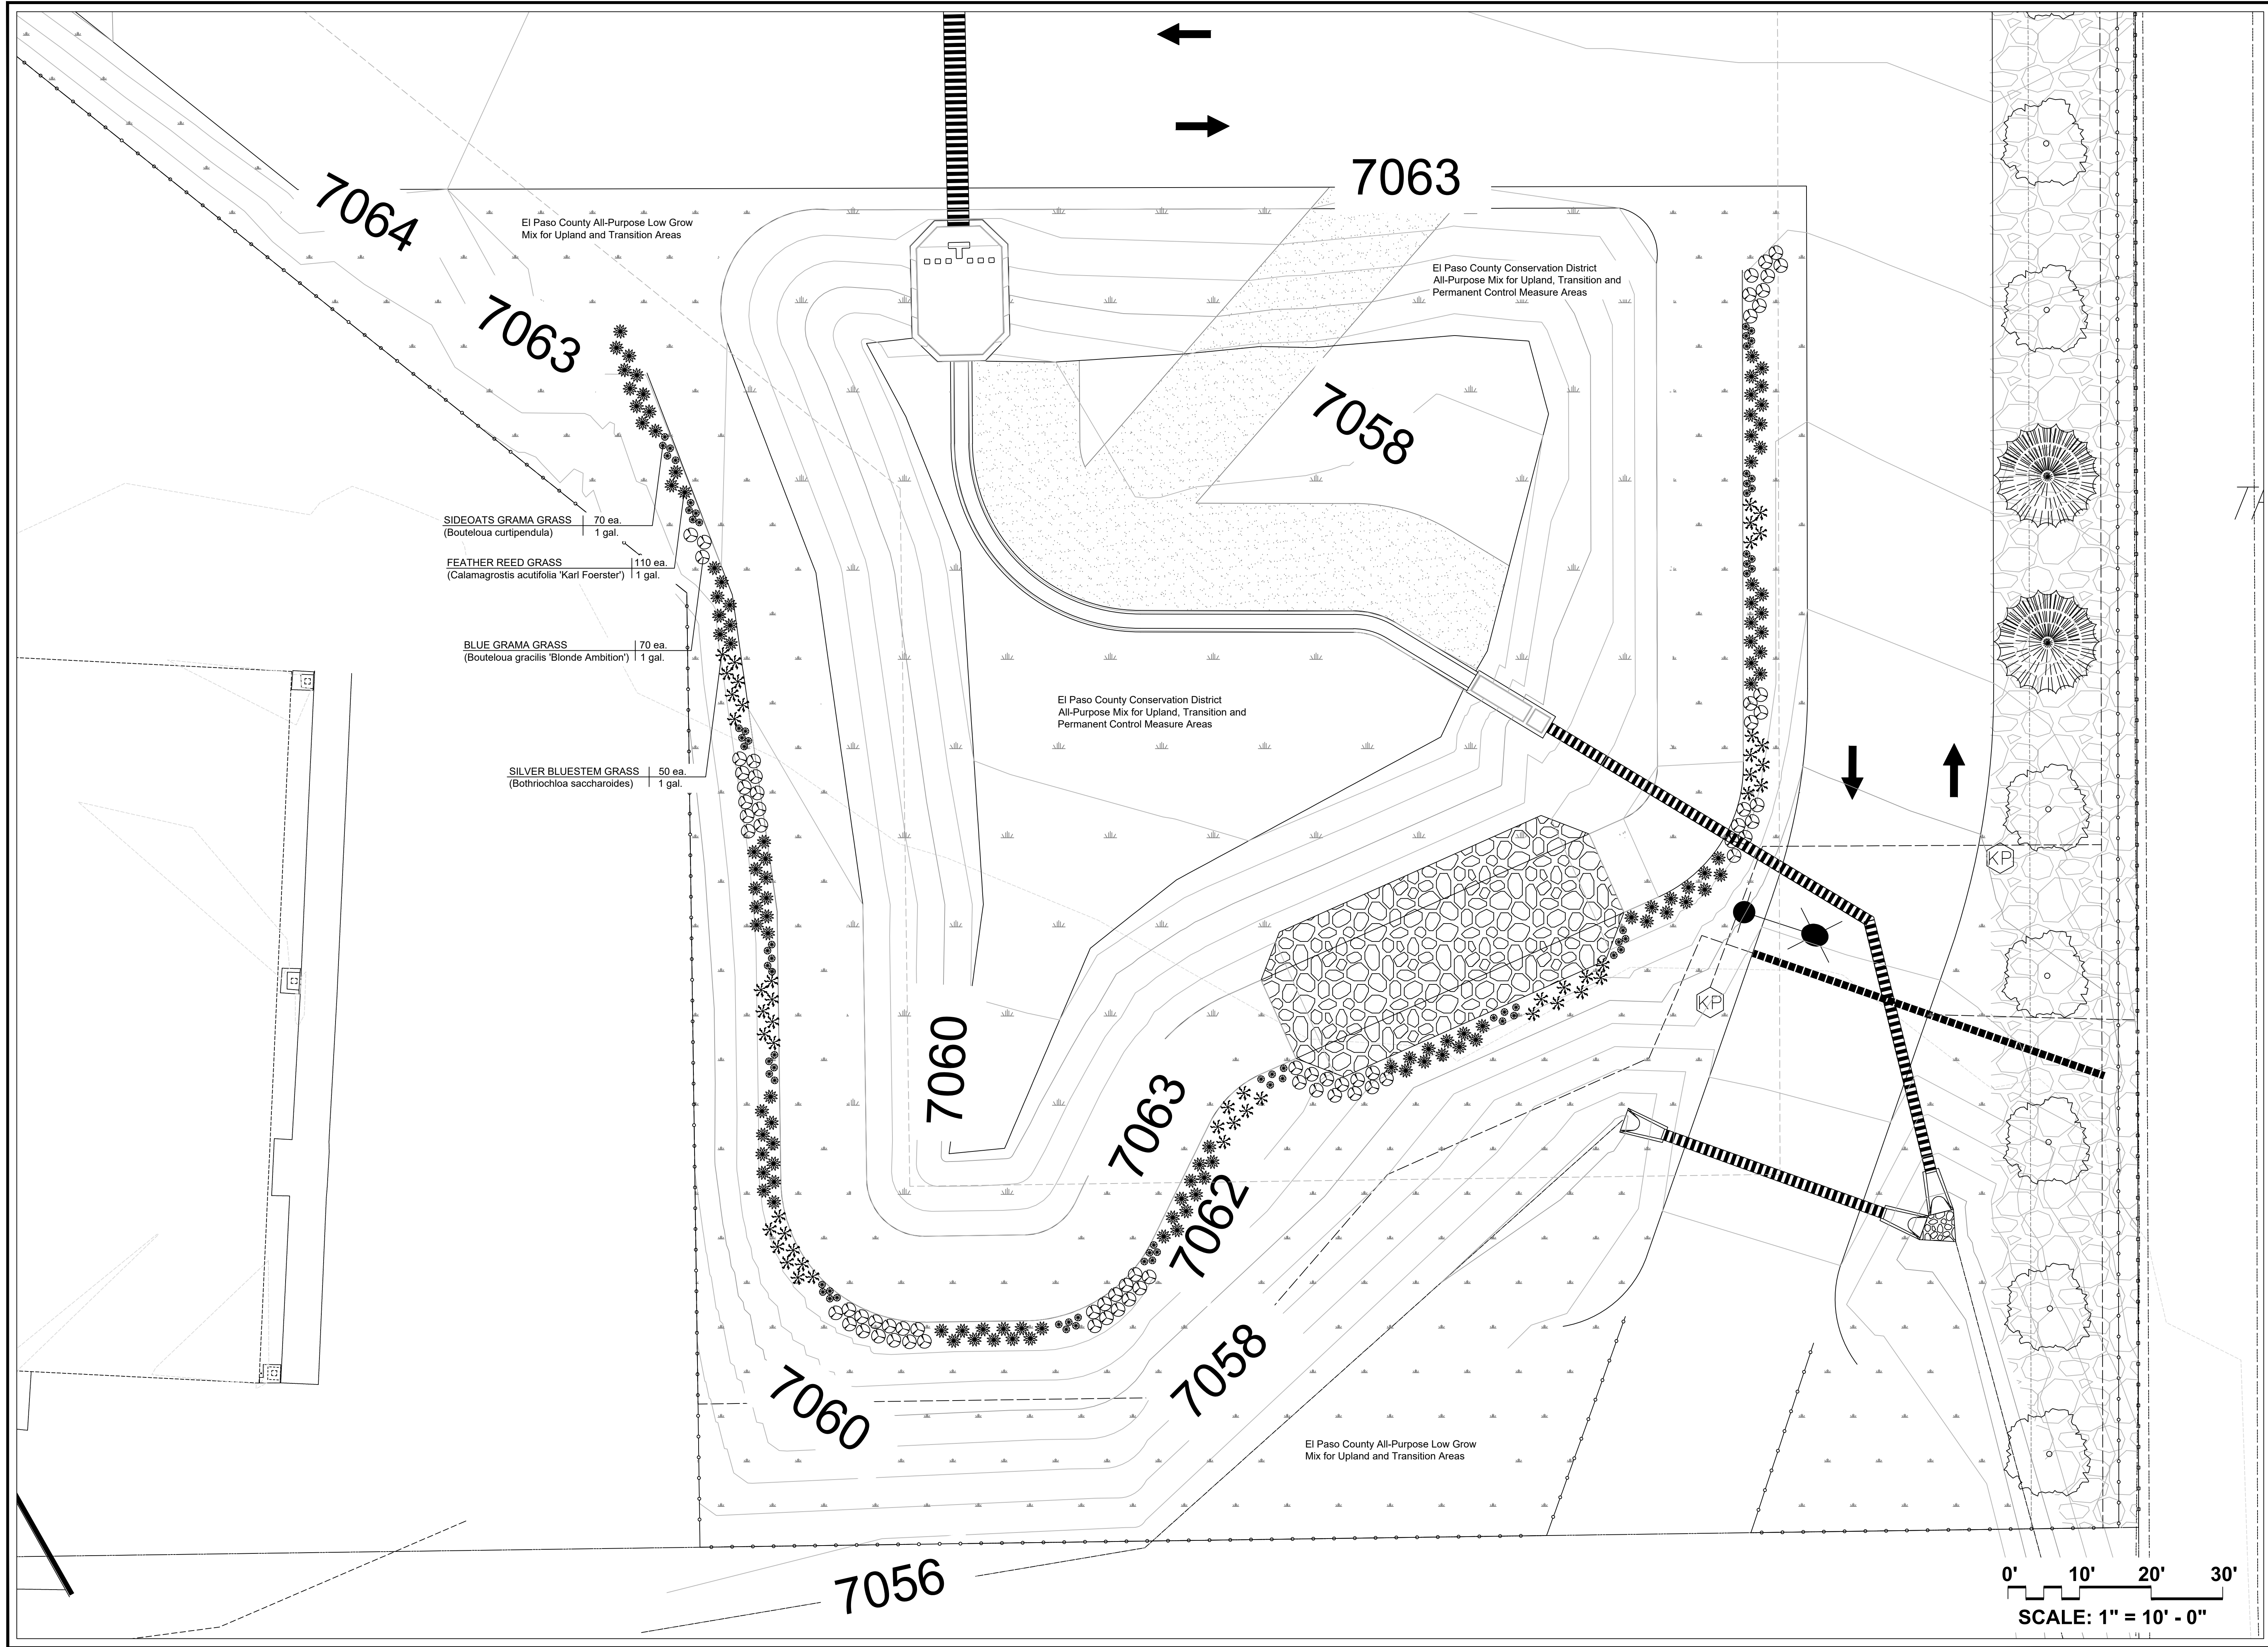 7063
7064
El Paso County All-Purpose Low Grow
Mix for Upland and Transition Areas
El Paso County Conservation District
All-Purpose Mix for Upland, Transition and
Permanent Control Measure Areas
7063
7058
SIDEOATS GRAMA GRASS 70 ea.
(Bouteloua curtipendula) 1 gal.
FEATHER REED GRASS 110 ea.
(Calamagrostis acutifolia 'Karl Foerster') 1 gal.
BLUE GRAMA GRASS 70 ea.
(Bouteloua gracilis 'Blonde Ambition') 1 gal.
SILVER BLUESTEM GRASS 50 ea.
(Bothriochloa saccharoides) 1 gal.
El Paso County Conservation District
All-Purpose Mix for Upland, Transition and
Permanent Control Measure Areas
KP
KP
7060
7063
7062
7058
7060
El Paso County All-Purpose Low Grow
Mix for Upland and Transition Areas
7056
0' 10' 20' 30'
SCALE: 1" = 10' - 0"